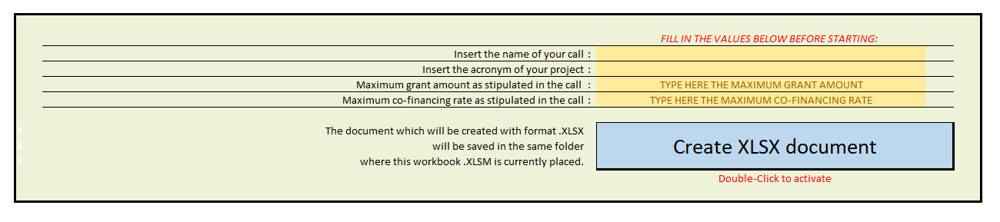 FILL IN THE VALUES BELOW BEFORE STARTING:
Insert the name of your call :
Insert the acronym of your project :
Maximum grant amount as stipulated in the call : TYPE HERE THE MAXIMUM GRANT AMOUNT
Maximum co-financing rate as stipulated in the call : TYPE HERE THE MAXIMUM CO-FINANCING RATE
X The document which will be created with format .XLSX
X will be saved in the same folder
X where this workbook .XLSM is currently placed.
Create XLSX document
Double-Click to activate